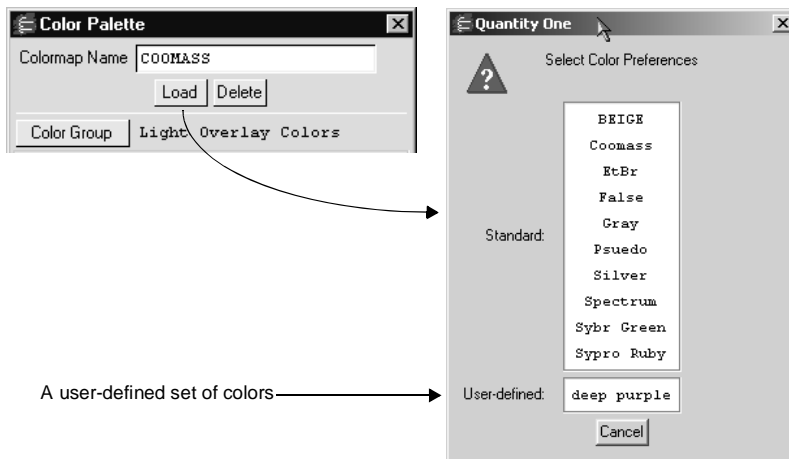 Color Palette
Colormap Name COOMASS
Load Delete
Color Group Light Overlay Colors
Quantity One
Select Color Preferences
Standard:
BEIGE
Coomass
EtBr
False
Gray
Psuedo
Silver
Spectrum
Sybr Green
Sypro Ruby
A user-defined set of colors
User-defined: deep purple
Cancel